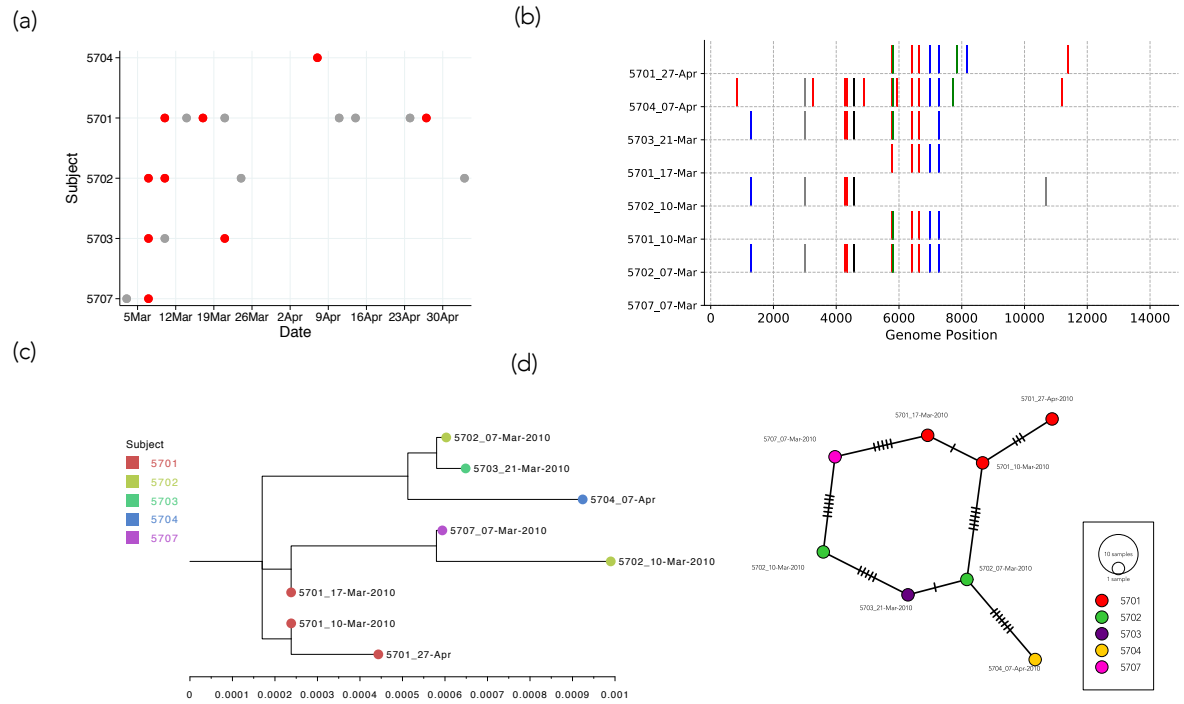 (a)
5704
5701
5702
5703
5707
Subject
5Mar 12Mar 19Mar 26Mar 2Apr 9Apr 16Apr 23Apr 30Apr
Date
(b)
5701_27-Apr
5704_07-Apr
5703_21-Mar
5701_17-Mar
5702_10-Mar
5701_10-Mar
5702_07-Mar
5707_07-Mar
0 2000 4000 6000 8000 10000 12000 14000
Genome Position
(c)
Subject
5701
5702
5703
5704
5707
5702_07-Mar-2010
5703_21-Mar-2010
5704_07-Apr
5707_07-Mar-2010
5702_10-Mar-2010
5701_17-Mar-2010
5701_10-Mar-2010
5701_27-Apr
0 0.0001 0.0002 0.0003 0.0004 0.0005 0.0006 0.0007 0.0008 0.0009 0.001
(d)
5701_27-Apr-2010
5701_17-Mar-2010
5707_07-Mar-2010
5701_10-Mar-2010
5702_10-Mar-2010
5702_07-Mar-2010
5703_21-Mar-2010
5704_07-Apr-2010
10 samples
1 sample
5701
5702
5703
5704
5707